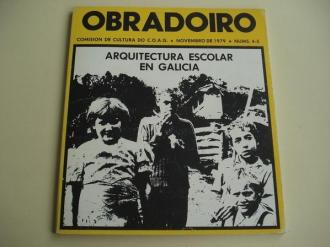 OBRADOIRO
COMISION DE CULTURA DO C.O.A.G. • NOVEMBRO DE 1979 • NUMS. 4-5
ARQUITECTURA ESCOLAR
EN GALICIA